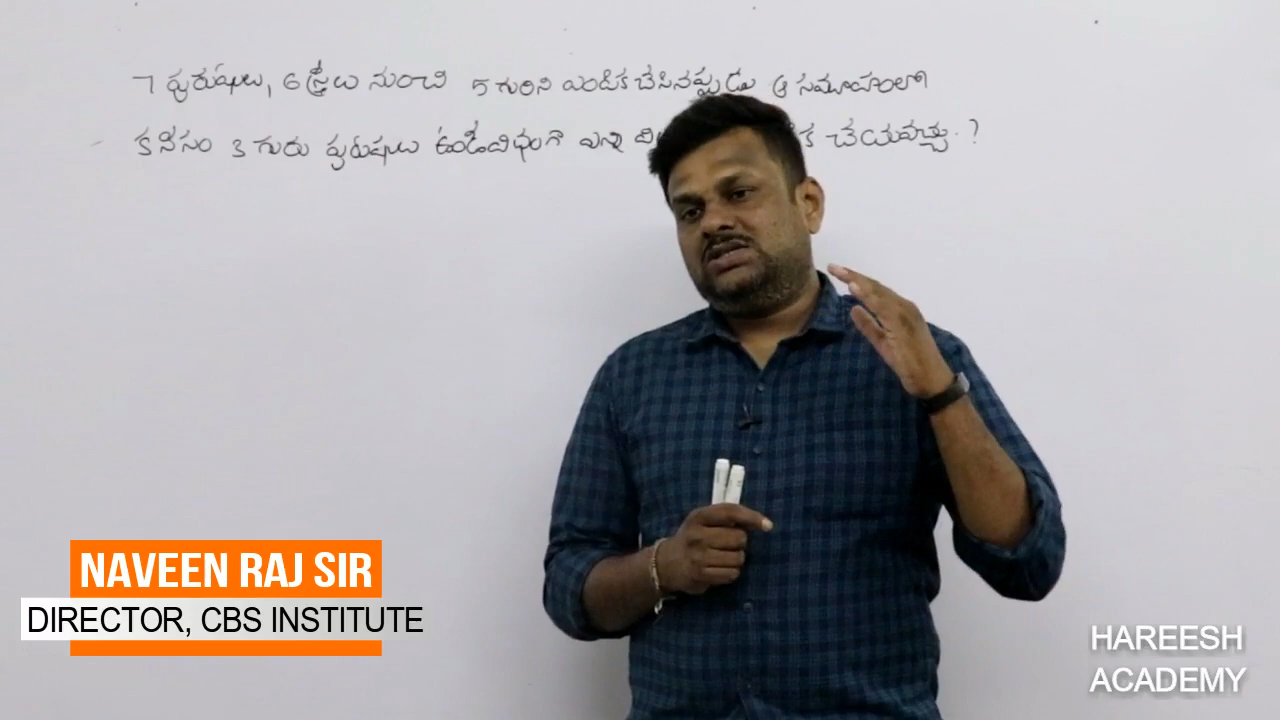 7 పురుషులు, 6 స్త్రీలు నుంచి 5 గురిని ఎంపిక చేసినప్పుడు ఆ సమూహంలో
కనీసం 3 గురు పురుషులు ఉండేవిధంగా ఎన్ని చేయవచ్చు. ?
NAVEEN RAJ SIR
DIRECTOR, CBS INSTITUTE
HAREESH
ACADEMY